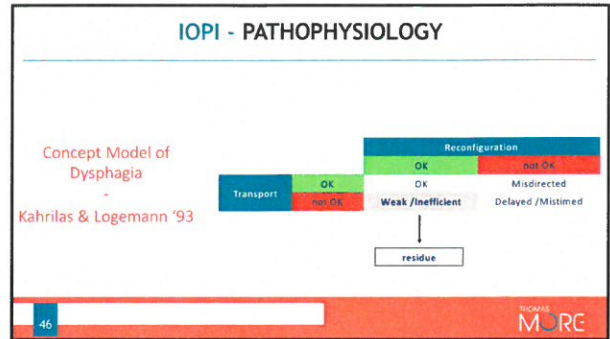 IOPI - PATHOPHYSIOLOGY
Concept Model of
Dysphagia
-
Kahrilas & Logemann '93
Reconfiguration
OK not OK
Transport OK OK Misdirected
not OK Weak /Inefficient Delayed /Mistimed
residue
46
THOMAS
MORE